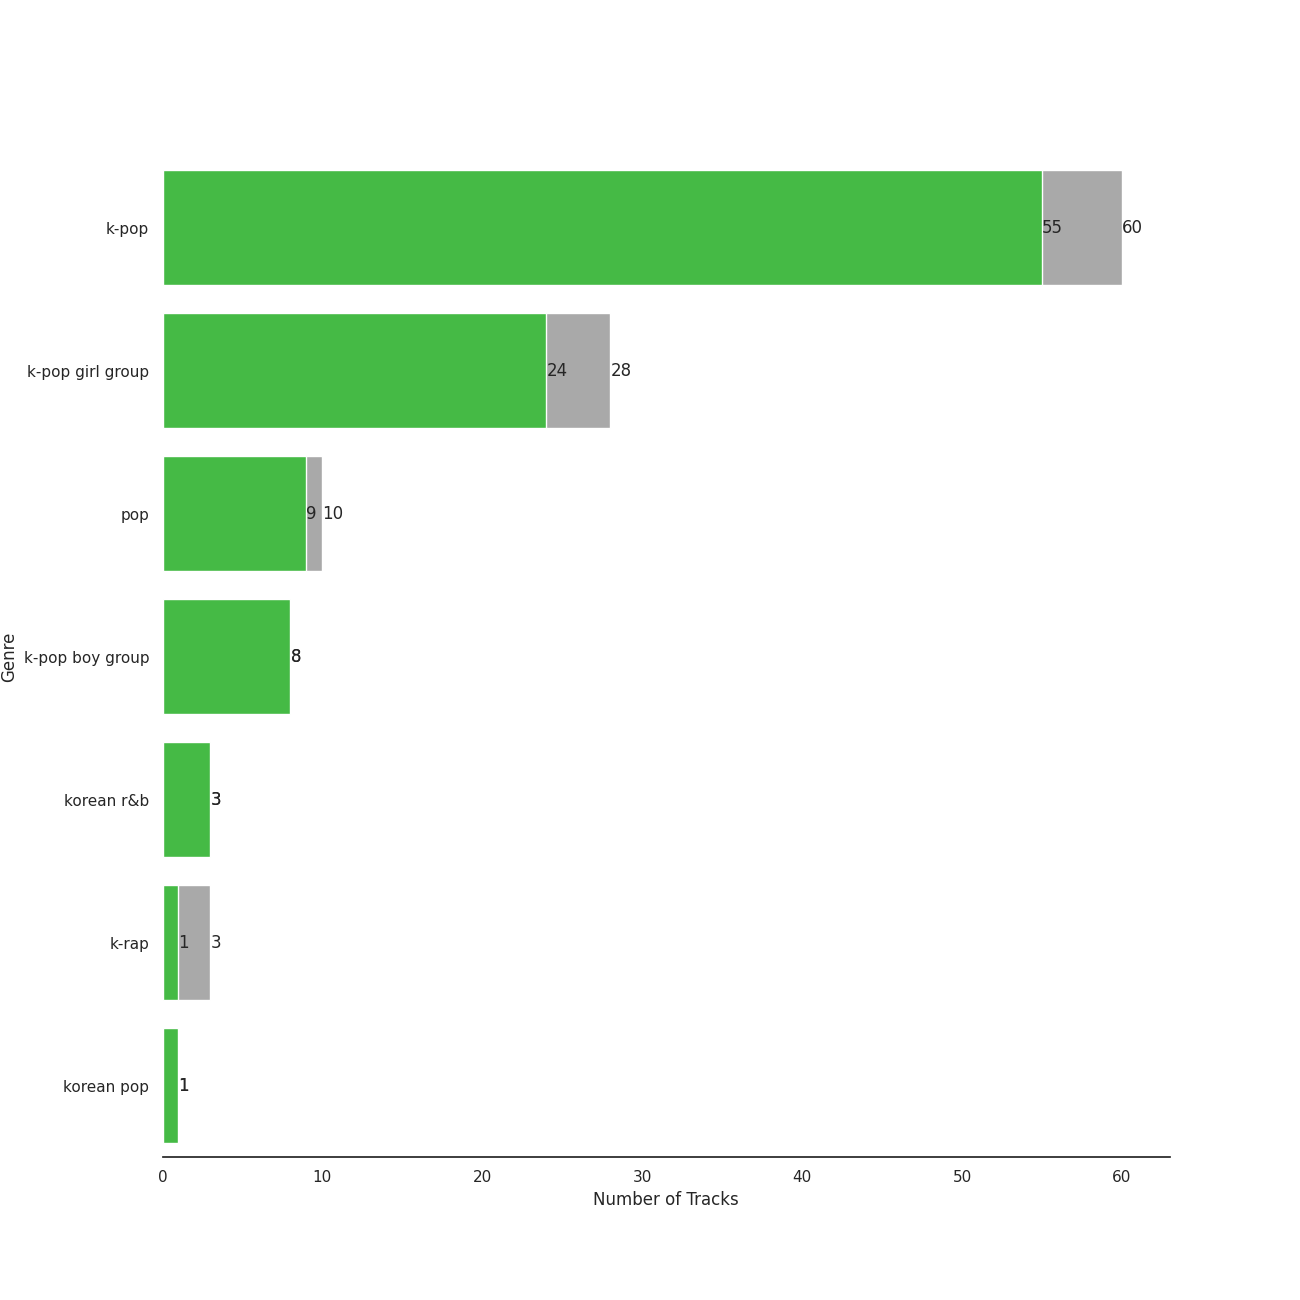 k-pop 55 60
k-pop girl group 24 28
pop 9 10
k-pop boy group 8
korean r&b 3
k-rap 1 3
korean pop 1
0 10 20 30 40 50 60
Number of Tracks
Genre